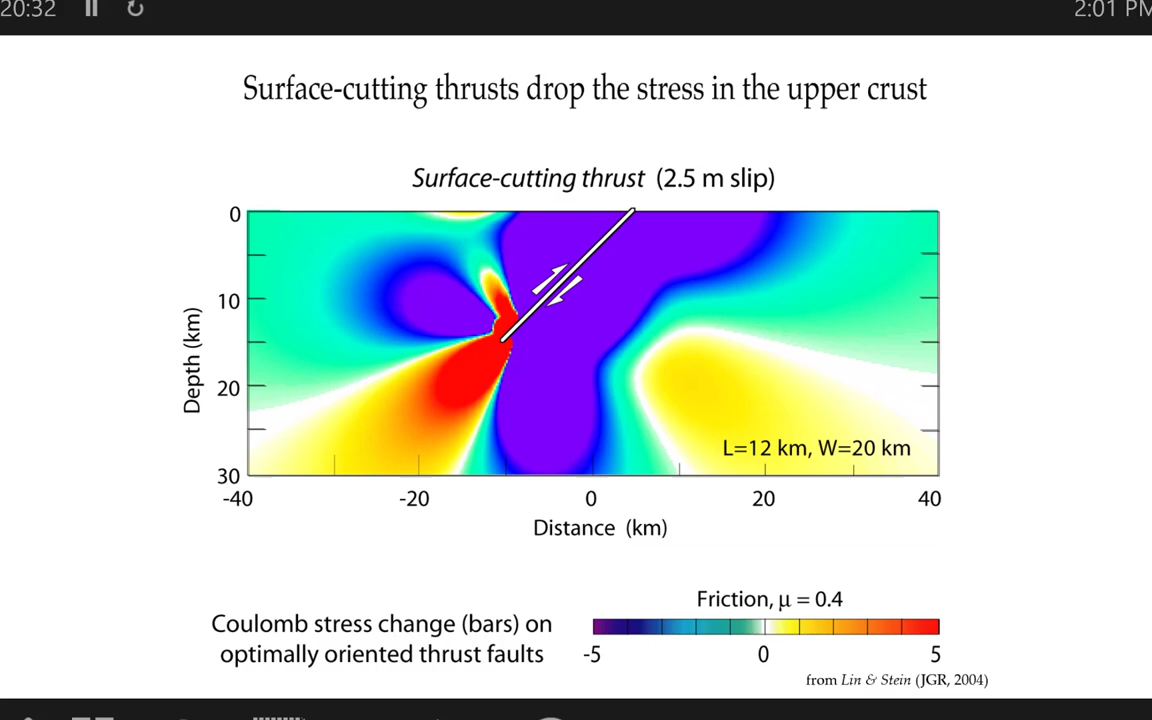 20:32
2:01 PM
Surface-cutting thrusts drop the stress in the upper crust
Surface-cutting thrust (2.5 m slip)
0
10
20
30
Depth (km)
L=12 km, W=20 km
-40 -20 0 20 40
Distance (km)
Friction, μ = 0.4
Coulomb stress change (bars) on
optimally oriented thrust faults
-5 0 5
from Lin & Stein (JGR, 2004)